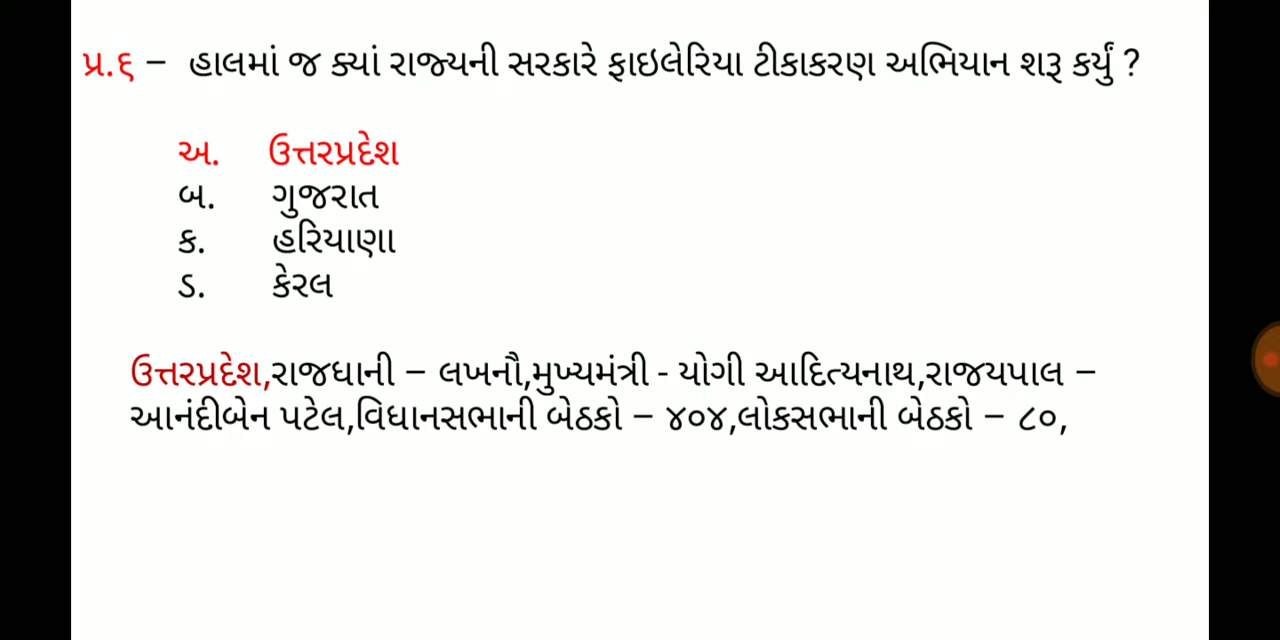 પ્ર.૬ – હાલમાં જ ક્યાં રાજ્યની સરકારે ફાઇલેરિયા ટીકાકરણ અભિયાન શરૂ કર્યું ?
અ. ઉત્તરપ્રદેશ
બ. ગુજરાત
ક. હરિયાણા
ડ. કેરલ
ઉત્તરપ્રદેશ,રાજધાની – લખનૌ,મુખ્યમંત્રી - યોગી આદિત્યનાથ,રાજયપાલ –
આનંદીબેન પટેલ,વિધાનસભાની બેઠકો – ૪૦૪,લોકસભાની બેઠકો – ૮૦,